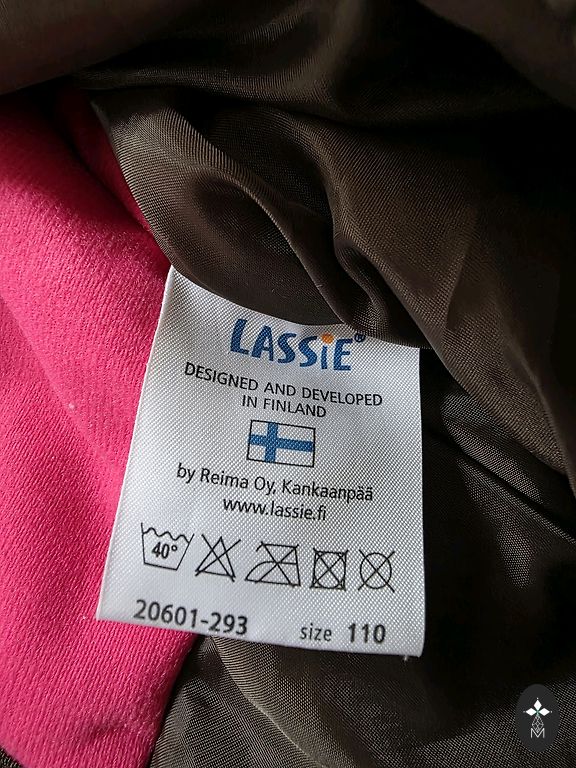 LASSiE®
DESIGNED AND DEVELOPED
IN FINLAND
by Reima Oy, Kankaanpää
www.lassie.fi
40°
20601-293 size 110
M